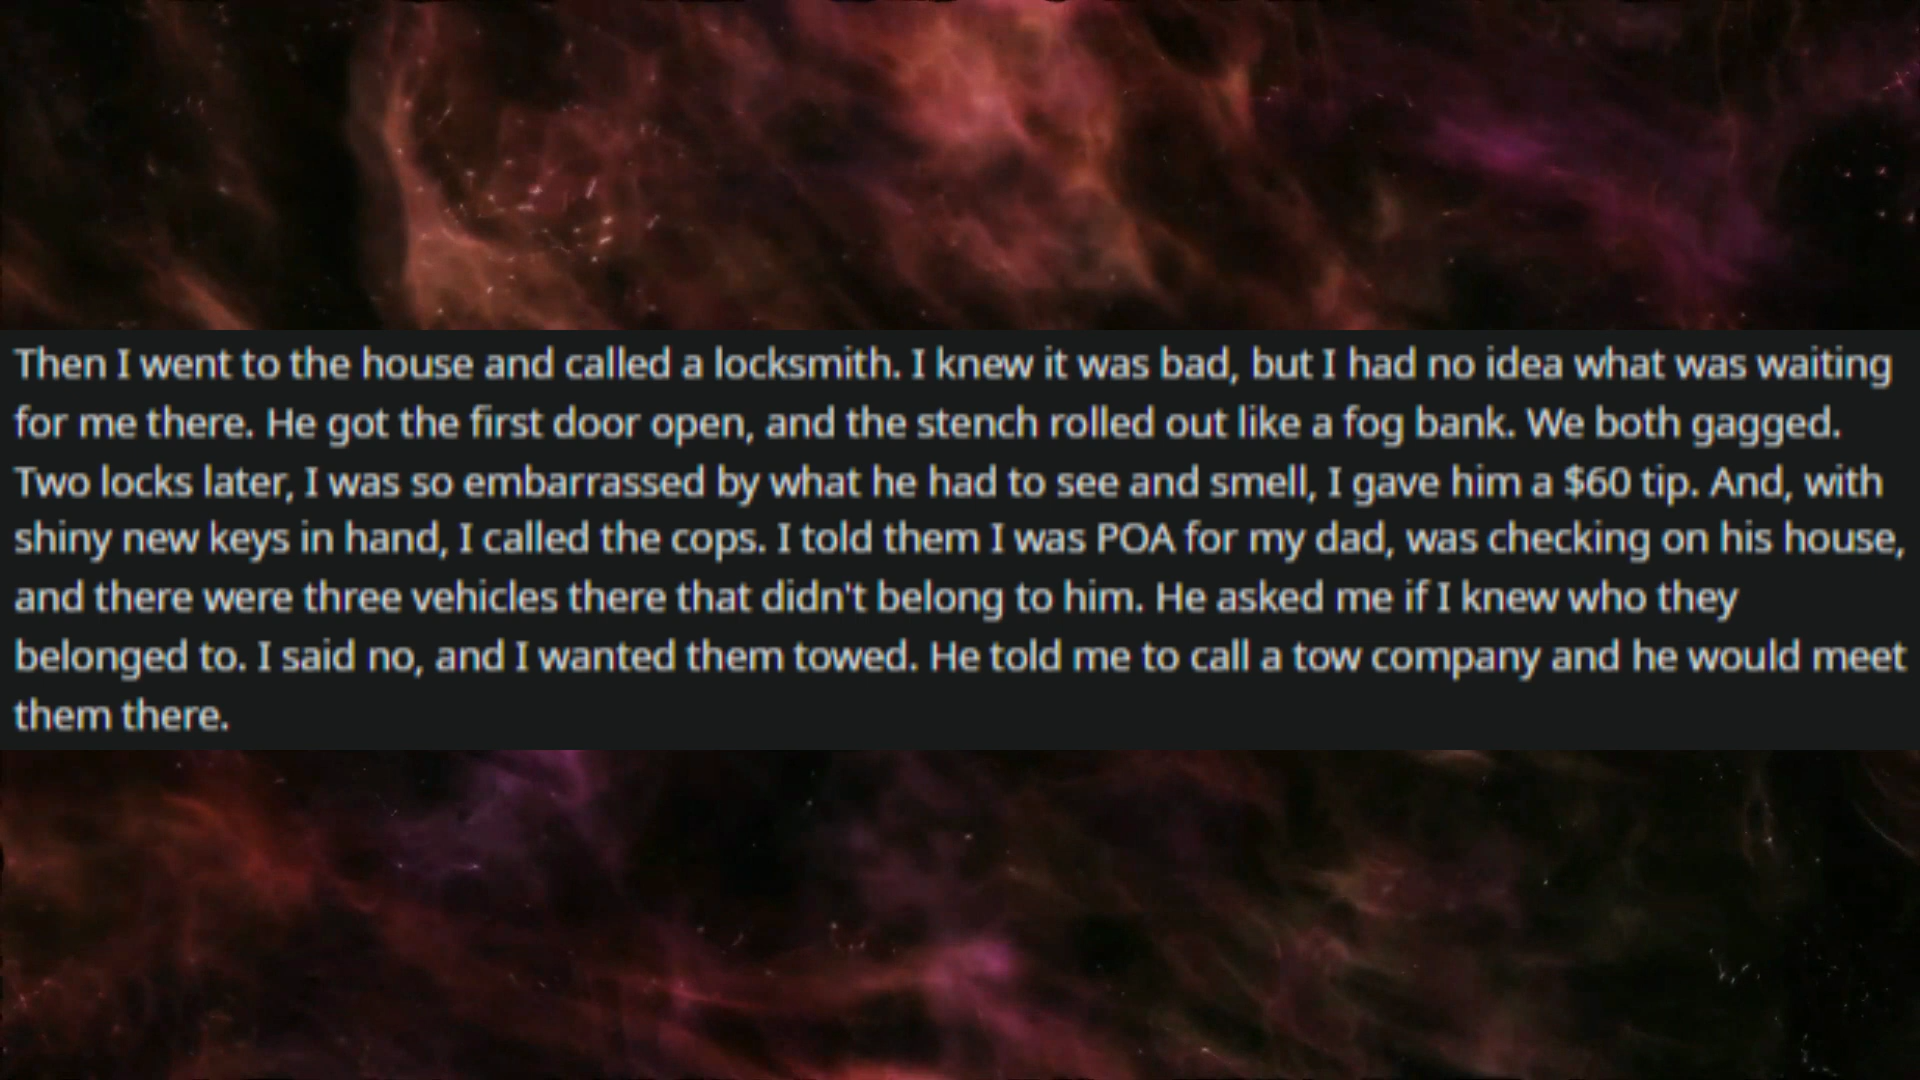 Then I went to the house and called a locksmith. I knew it was bad, but I had no idea what was waiting
for me there. He got the first door open, and the stench rolled out like a fog bank. We both gagged.
Two locks later, I was so embarrassed by what he had to see and smell, I gave him a $60 tip. And, with
shiny new keys in hand, I called the cops. I told them I was POA for my dad, was checking on his house,
and there were three vehicles there that didn't belong to him. He asked me if I knew who they
belonged to. I said no, and I wanted them towed. He told me to call a tow company and he would meet
them there.